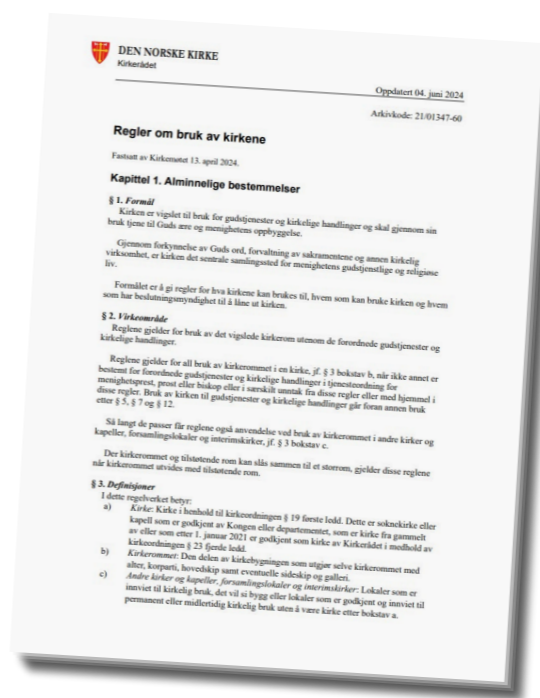 DEN NORSKE KIRKE
Kirkerådet
Oppdatert 04. juni 2024
Arkivkode: 21/01347-60
Regler om bruk av kirkene
Fastsatt av Kirkemøtet 13. april 2024.
Kapittel 1. Alminnelige bestemmelser
§ 1. Formål
Kirken er vigslet til bruk for gudstjenester og kirkelige handlinger og skal gjennom sin
bruk tjene til Guds ære og menighetens oppbyggelse.
Gjennom forkynnelse av Guds ord, forvaltning av sakramentene og annen kirkelig
virksomhet, er kirken det sentrale samlingssted for menighetens gudstjenstlige og religiøse
liv.
Formålet er å gi regler for hva kirkene kan brukes til, hvem som kan bruke kirken og hvem
som har beslutningsmyndighet til å låne ut kirken.
§ 2. Virkeområde
Reglene gjelder for bruk av det vigslede kirkerom utenom de forordnede gudstjenester og
kirkelige handlinger.
Reglene gjelder for all bruk av kirkerommet i en kirke, jf. § 3 bokstav b, når ikke annet er
bestemt for forordnede gudstjenester og kirkelige handlinger i tjenesteordning for
menighetsprest, prost eller biskop eller i særskilt unntak fra disse regler eller med hjemmel i
disse regler. Bruk av kirken til gudstjenester og kirkelige handlinger går foran annen bruk
etter § 5, § 7 og § 12.
Så langt de passer får reglene også anvendelse ved bruk av kirkerommet i andre kirker og
kapeller, forsamlingslokaler og interimskirker, jf. § 3 bokstav c.
Der kirkerommet og tilstøtende rom kan slås sammen til et storrom, gjelder disse reglene
når kirkerommet utvides med tilstøtende rom.
§ 3. Definisjoner
I dette regelverket betyr:
a) Kirke: Kirke i henhold til kirkeordningen § 19 første ledd. Dette er soknekirke eller
kapell som er godkjent av Kongen eller departementet, som er kirke fra gammelt
av eller som etter 1. januar 2021 er godkjent som kirke av Kirkerådet i medhold av
kirkeordningen § 23 fjerde ledd.
b) Kirkerommet: Den delen av kirkebygningen som utgjør selve kirkerommet med
alter, korparti, hovedskip samt eventuelle sideskip og galleri.
c) Andre kirker og kapeller, forsamlingslokaler og interimskirker: Lokaler som er
innviet til kirkelig bruk, det vil si bygg eller lokaler som er godkjent og innviet til
permanent eller midlertidig kirkelig bruk uten å være kirke etter bokstav a.